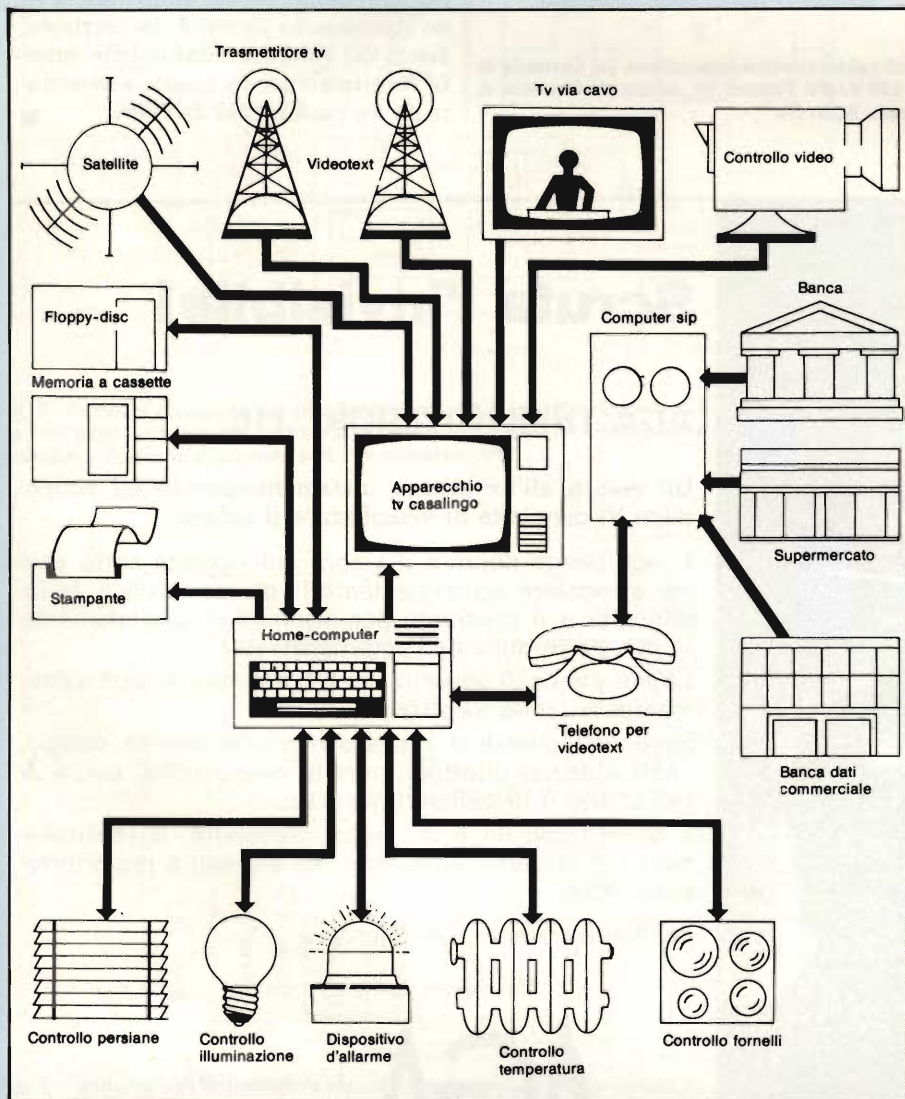 Trasmettitore tv
Tv via cavo
Satellite
Videotext
Controllo video
Floppy-disc
Computer sip
Banca
Memoria a cassette
Apparecchio
tv casalingo
Supermercato
Stampante
Home-computer
Telefono per
videotext
Banca dati
commerciale
Controllo persiane
Controllo
illuminazione
Dispositivo
d'allarme
Controllo
temperatura
Controllo fornelli